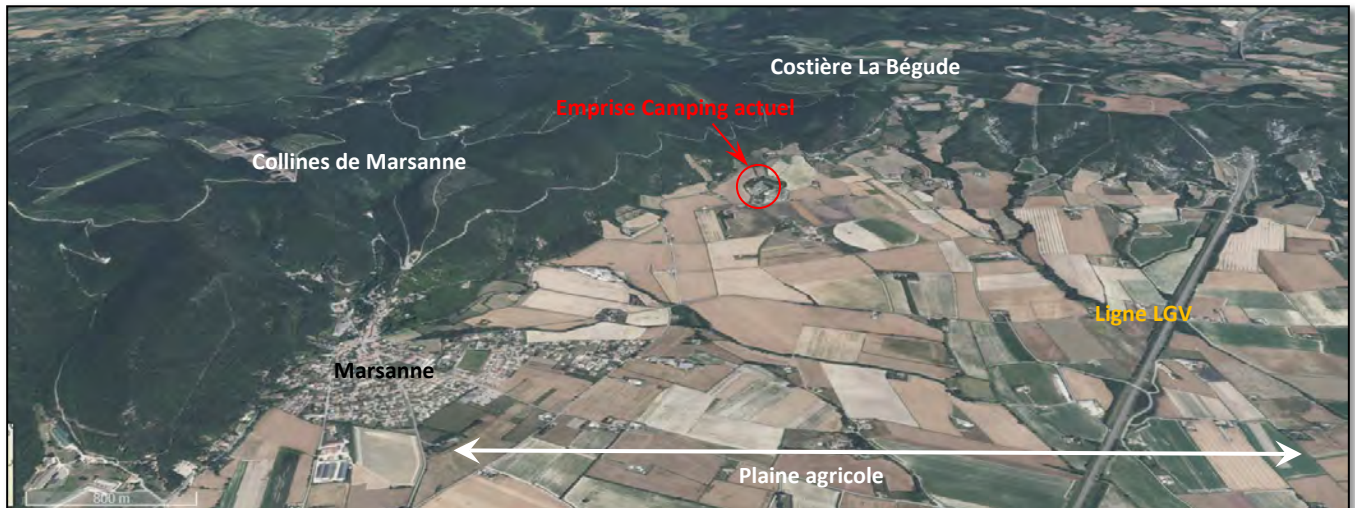 Costière La Bégude
Emprise Camping actuel
Collines de Marsanne
Ligne LGV
Marsanne
Plaine agricole
800 m